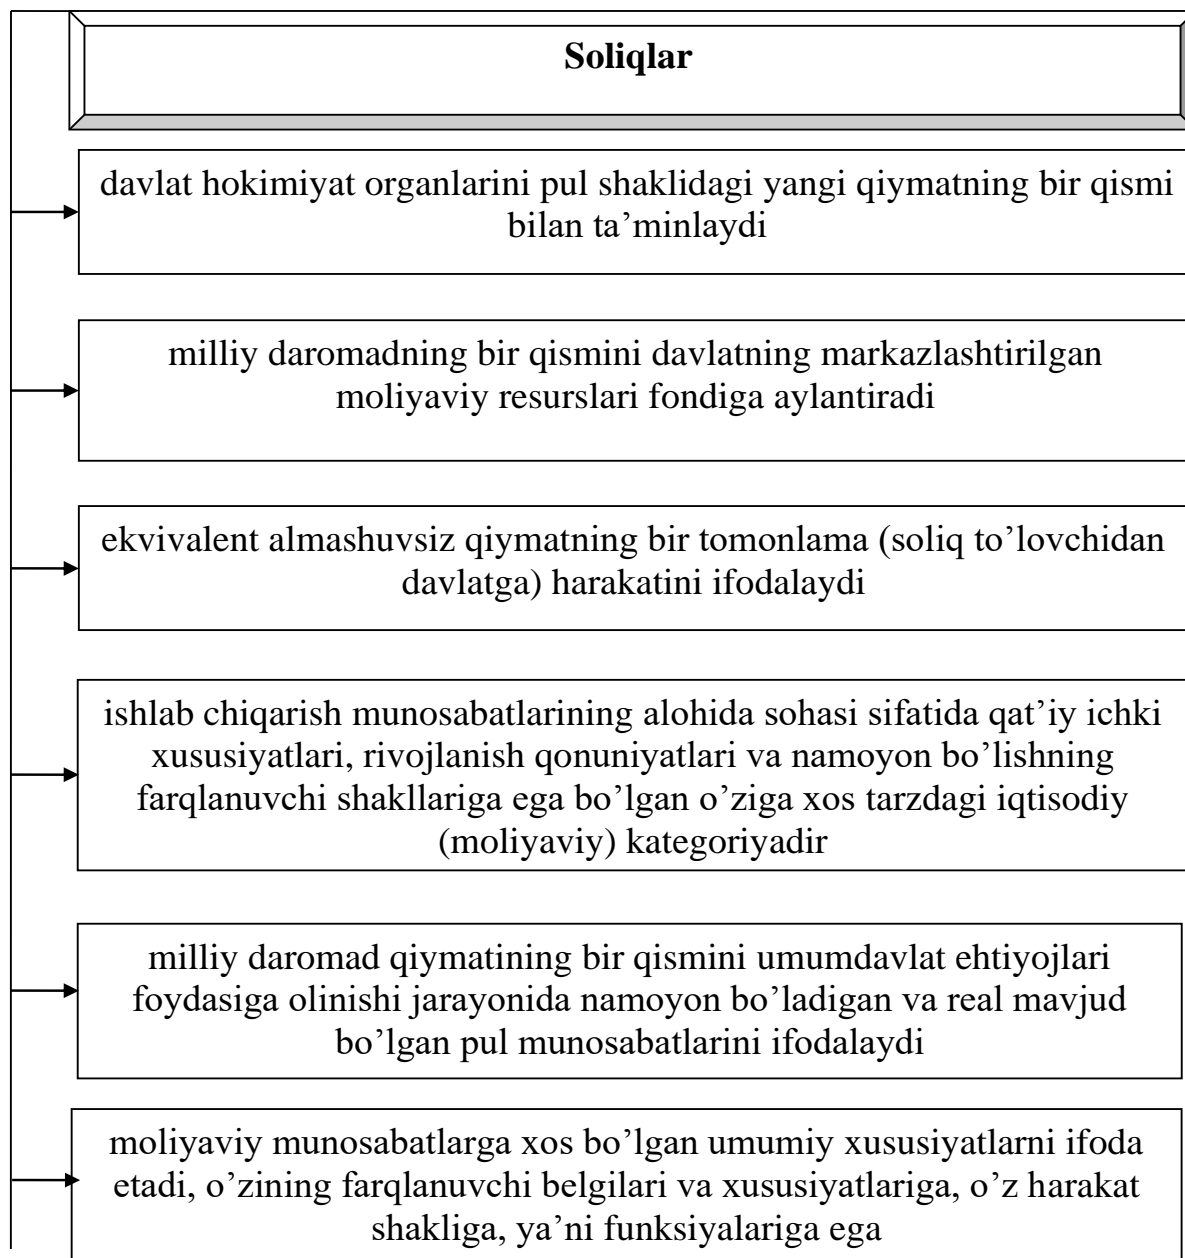 Soliqlar
davlat hokimiyat organlarini pul shaklidagi yangi qiymatning bir qismi
bilan ta’minlaydi
milliy daromadning bir qismini davlatning markazlashtirilgan
moliyaviy resurslari fondiga aylantiradi
ekvivalent almashuvsiz qiymatning bir tomonlama (soliq to’lovchidan
davlatga) harakatini ifodalaydi
ishlab chiqarish munosabatlarining alohida sohasi sifatida qat’iy ichki
xususiyatlari, rivojlanish qonuniyatlari va namoyon bo’lishning
farqlanuvchi shakllariga ega bo’lgan o’ziga xos tarzdagi iqtisodiy
(moliyaviy) kategoriyadir
milliy daromad qiymatining bir qismini umumdavlat ehtiyojlari
foydasiga olinishi jarayonida namoyon bo’ladigan va real mavjud
bo’lgan pul munosabatlarini ifodalaydi
moliyaviy munosabatlarga xos bo’lgan umumiy xususiyatlarni ifoda
etadi, o’zining farqlanuvchi belgilari va xususiyatlariga, o’z harakat
shakliga, ya’ni funksiyalariga ega